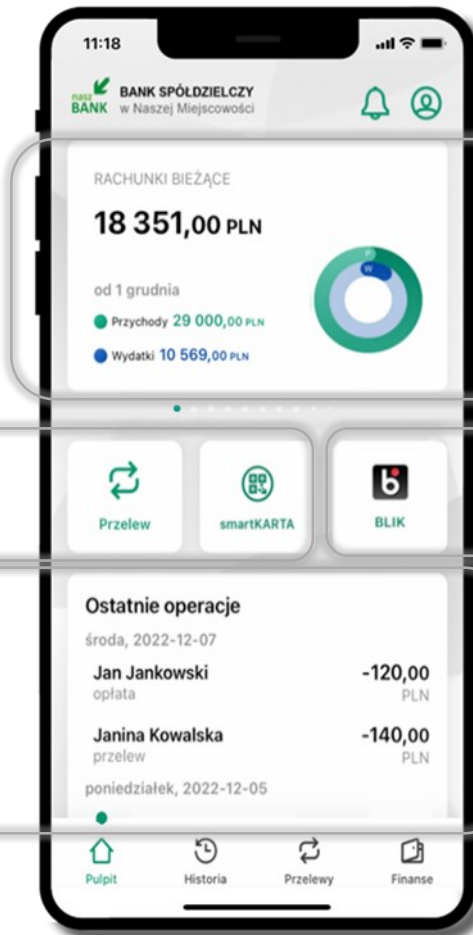 11:18
nasz BANK
BANK SPÓŁDZIELCZY
w Naszej Miejscowości
RACHUNKI BIEŻĄCE
18 351,00 PLN
od 1 grudnia
Przychody 29 000,00 PLN
Wydatki 10 569,00 PLN
P
W
Przelew
smartKARTA
BLIK
Ostatnie operacje
środa, 2022-12-07
Jan Jankowski -120,00
opłata PLN
Janina Kowalska -140,00
przelew PLN
poniedziałek, 2022-12-05
Pulpit Historia Przelewy Finanse